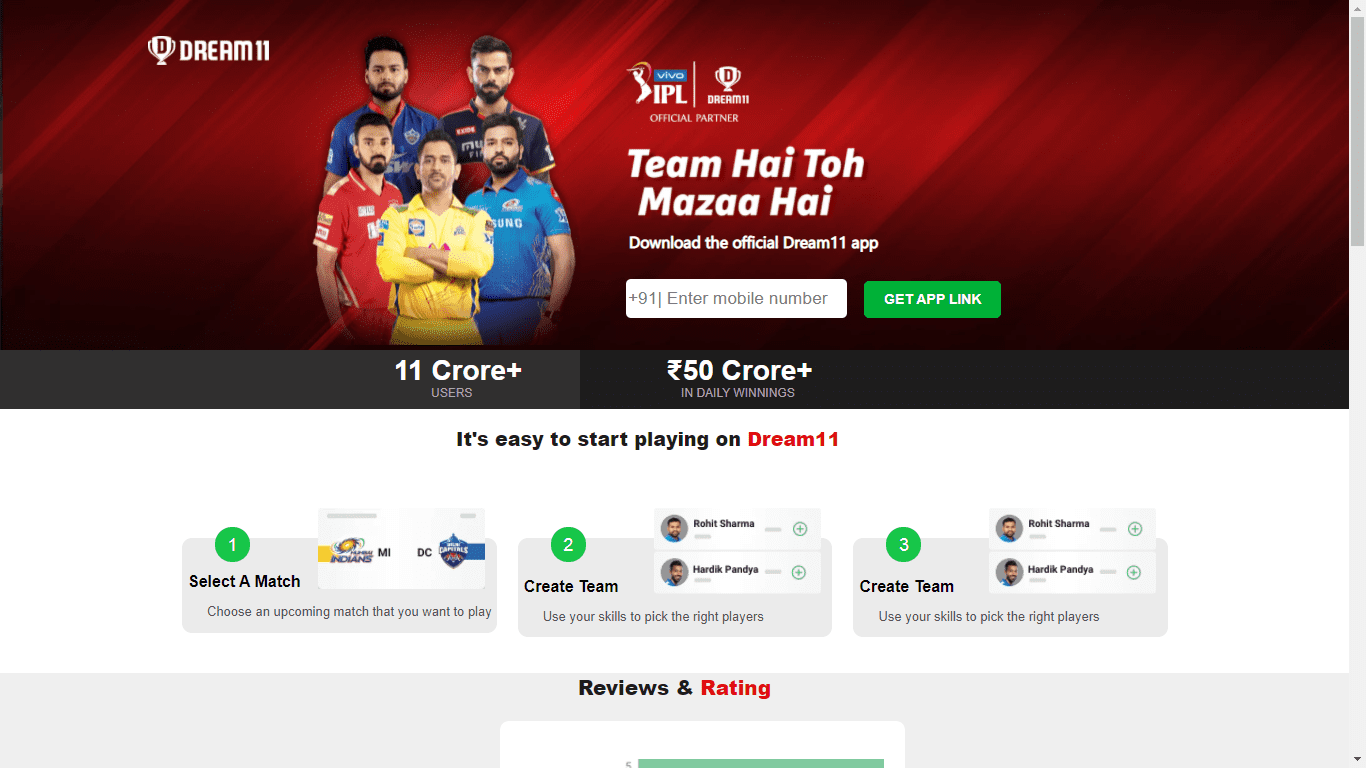 DREAM11
vivo
IPL
DREAM11
OFFICIAL PARTNER
Team Hai Toh
Mazaa Hai
Download the official Dream11 app
+91| Enter mobile number
GET APP LINK
11 Crore+
USERS
₹50 Crore+
IN DAILY WINNINGS
It's easy to start playing on Dream11
1
MUMBAI
INDIANS
MI
DC
CAPITALS
Select A Match
Choose an upcoming match that you want to play
2
Rohit Sharma
Hardik Pandya
Create Team
Use your skills to pick the right players
3
Rohit Sharma
Hardik Pandya
Create Team
Use your skills to pick the right players
Reviews & Rating
5